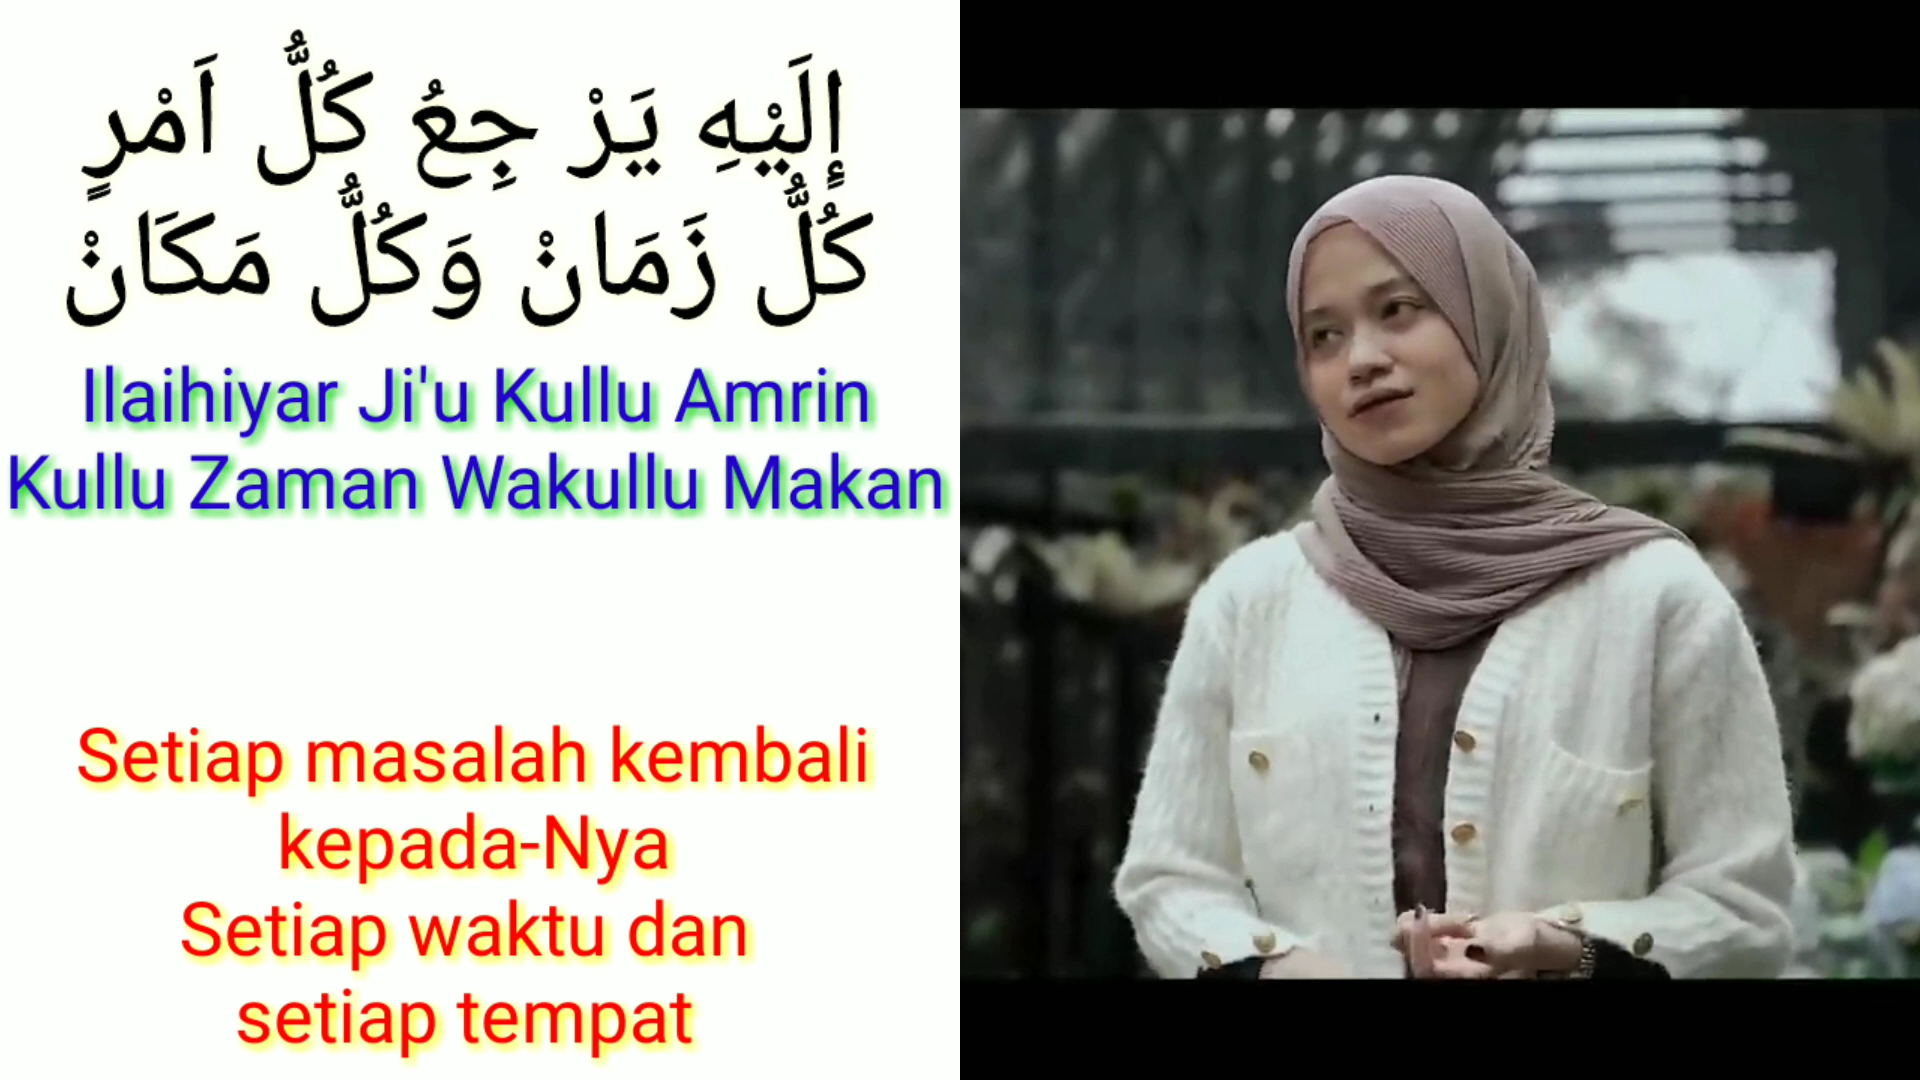 إِلَيْهِ يَرْ جِعُ كُلُّ اَمْرٍ
كُلُّ زَمَانْ وَكُلُّ مَكَانْ
Ilaihiyar Ji'u Kullu Amrin
Kullu Zaman Wakullu Makan
Setiap masalah kembali
kepada-Nya
Setiap waktu dan
setiap tempat